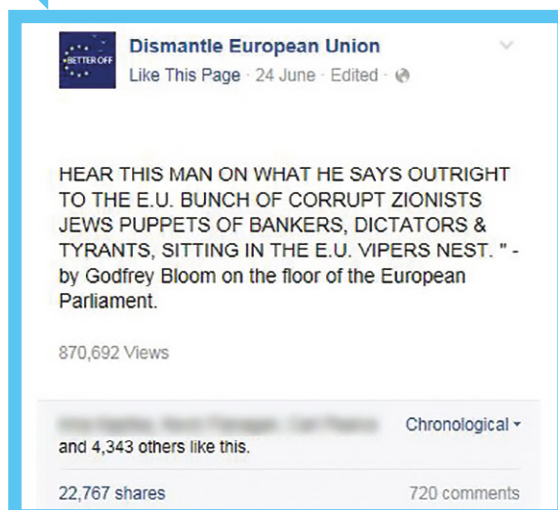 BETTER OFF
Dismantle European Union
Like This Page · 24 June · Edited ·
HEAR THIS MAN ON WHAT HE SAYS OUTRIGHT
TO THE E.U. BUNCH OF CORRUPT ZIONISTS
JEWS PUPPETS OF BANKERS, DICTATORS &
TYRANTS, SITTING IN THE E.U. VIPERS NEST. " -
by Godfrey Bloom on the floor of the European
Parliament.
870,692 Views
Chronological
and 4,343 others like this.
22,767 shares 720 comments